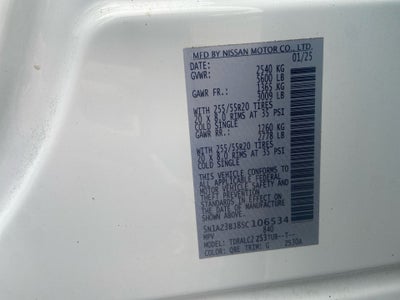 MFD BY NISSAN MOTOR CO., LTD.
DATE: 01/25
GVWR: 2540 KG
5600 LB
GAWR FR.: 1365 KG
3009 LB
WITH 255/55R20 TIRES
20 X 8.0 RIMS AT 35 PSI
COLD SINGLE
GAWR RR.: 1260 KG
2778 LB
WITH 255/55R20 TIRES
20 X 8.0 RIMS AT 35 PSI
COLD SINGLE
THIS VEHICLE CONFORMS TO
ALL APPLICABLE FEDERAL
MOTOR VEHICLE SAFETY AND
THEFT PREVENTION STANDARDS
IN EFFECT ON THE DATE OF
MANUFACTURE SHOWN ABOVE.
106534
MPV 840
MODEL:
COLOR: QBE TRIM: G